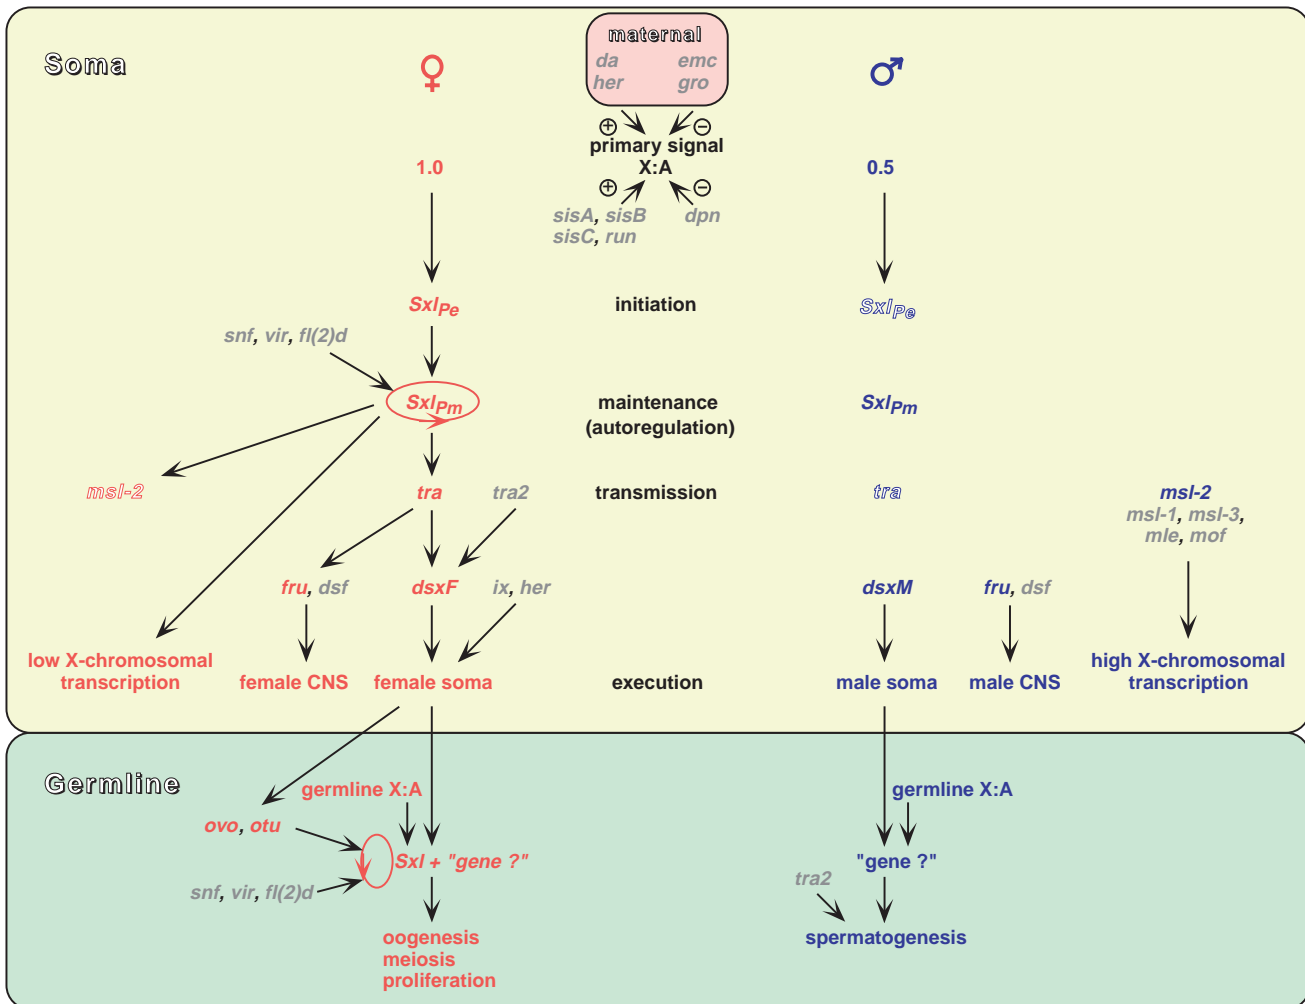 Soma
♀
maternal
da emc
her gro
♂
+ −
primary signal
X:A
1.0
0.5
+ −
sisA, sisB dpn
sisC, run
SxlPe
initiation
SxlPe
snf, vir, fl(2)d
SxlPm
maintenance
(autoregulation)
SxlPm
msl-2
tra
tra2
transmission
tra
msl-2
msl-1, msl-3,
mle, mof
fru, dsf
dsxF
ix, her
dsxM
fru, dsf
low X-chromosomal
transcription
female CNS
female soma
execution
male soma
male CNS
high X-chromosomal
transcription
Germline
germline X:A
germline X:A
ovo, otu
Sxl + "gene ?"
"gene ?"
snf, vir, fl(2)d
tra2
oogenesis
meiosis
proliferation
spermatogenesis